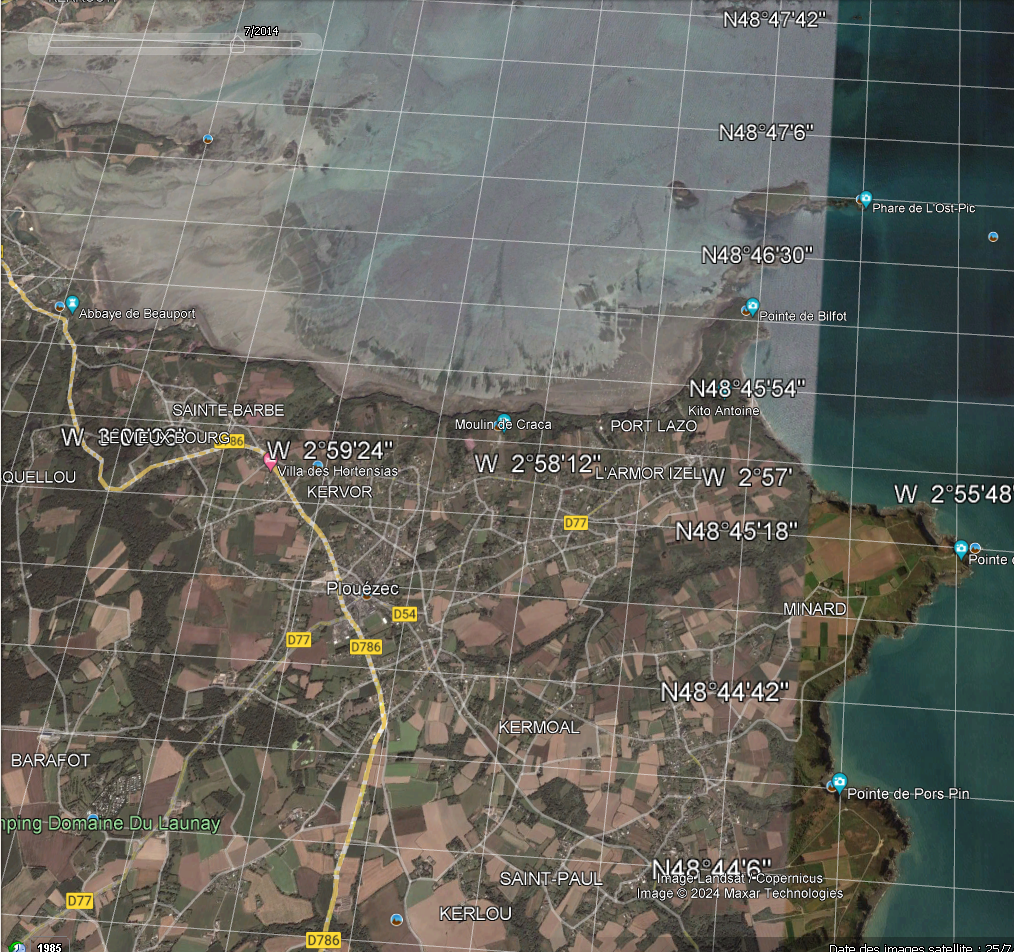 7/2014
N48°47'42"
N48°47'6"
Phare de L'Ost-Pic
N48°46'30"
Abbaye de Beauport
Pointe de Bilfot
N48°45'54"
SAINTE-BARBE
Kito Antoine
Moulin de Craca
PORT LAZO
W
LE VIEUX-BOURG
W 2°59'24"
Villa des Hortensias
W 2°58'12"
L'ARMOR IZEL
W 2°57'
QUELLOU
KERVOR
W 2°55'48"
D77
N48°45'18"
Pointe
Plouézec
MINARD
D54
D77
D786
N48°44'42"
KERMOAL
BARAFOT
Pointe de Pors Pin
mping Domaine Du Launay
N48°44'6"
SAINT-PAUL
Image Landsat / Copernicus
Image © 2024 Maxar Technologies
D77
KERLOU
D786
1985
Date des images satellite : 25/7